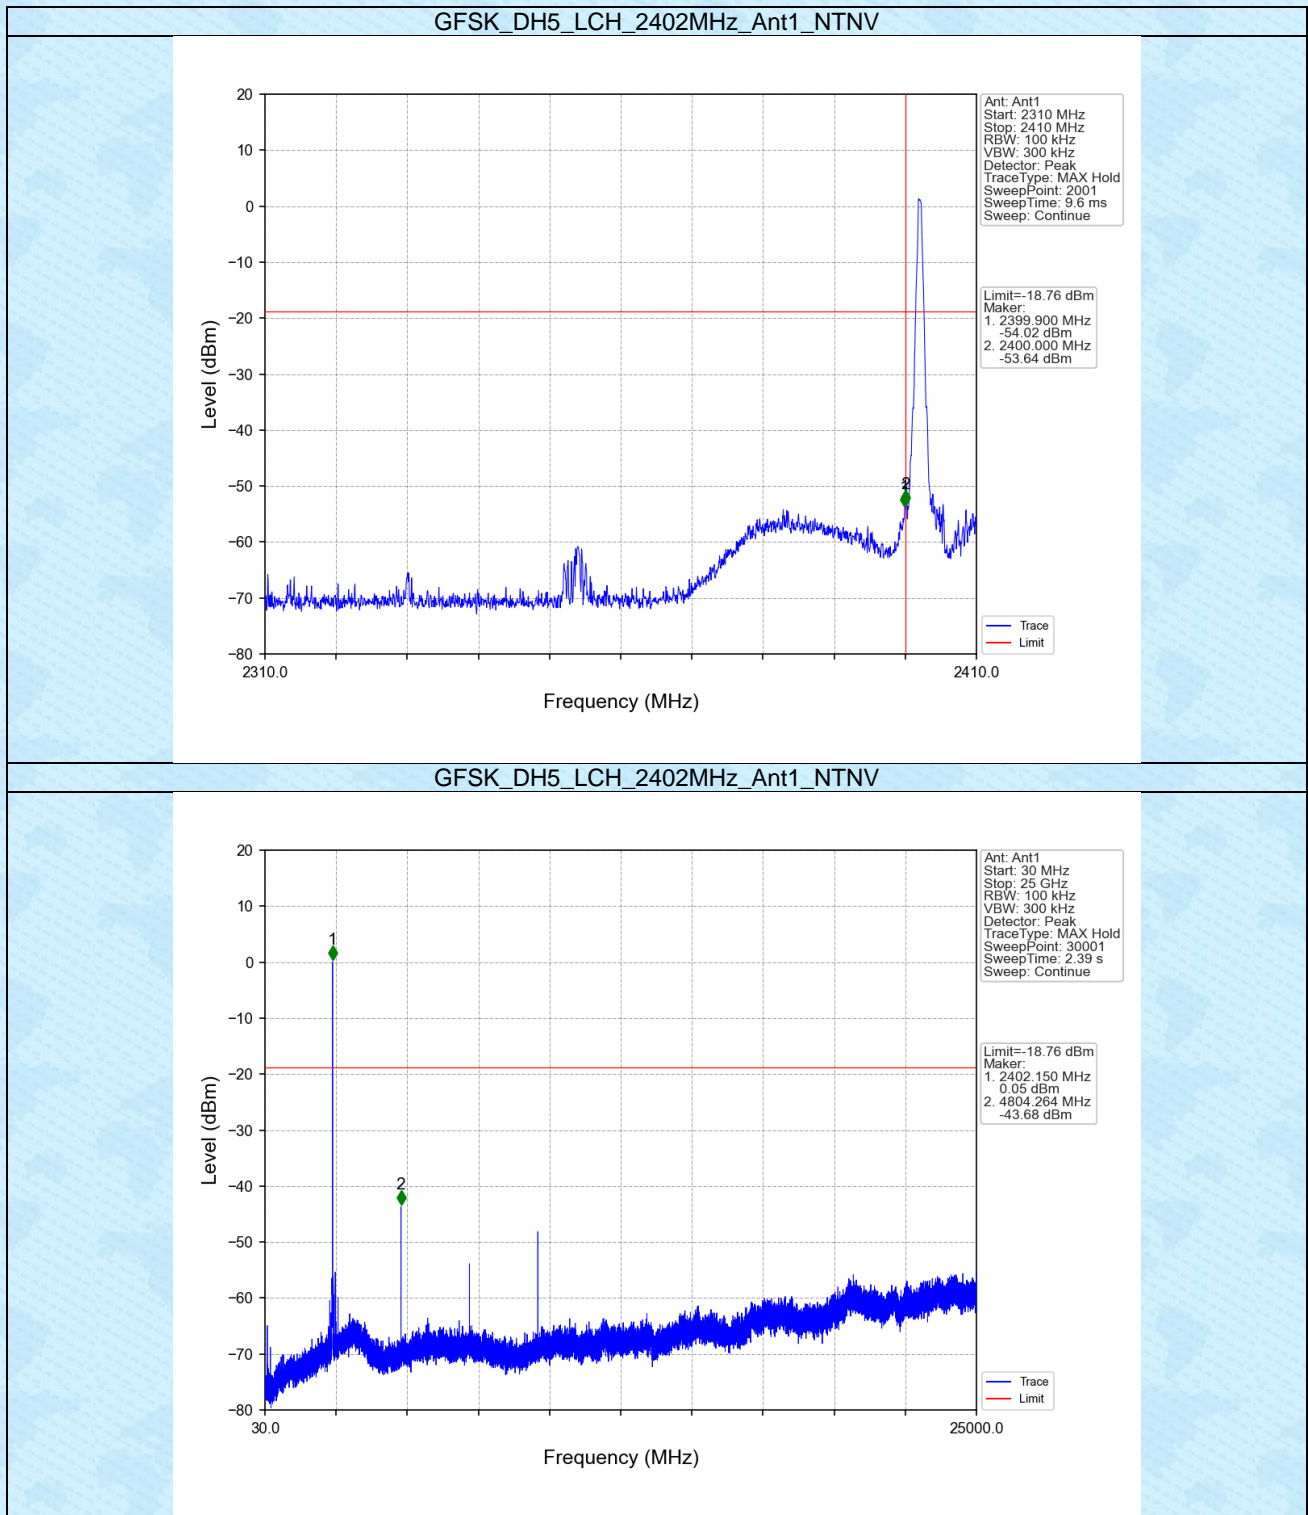 GFSK_DH5_LCH_2402MHz_Ant1_NTNV
20
10
0
−10
−20
−30
−40
−50
−60
−70
−80
Level (dBm)
2310.0
2410.0
Frequency (MHz)
2
Ant: Ant1
Start: 2310 MHz
Stop: 2410 MHz
RBW: 100 kHz
VBW: 300 kHz
Detector: Peak
TraceType: MAX Hold
SweepPoint: 2001
SweepTime: 9.6 ms
Sweep: Continue
Limit=-18.76 dBm
Maker:
1. 2399.900 MHz
-54.02 dBm
2. 2400.000 MHz
-53.64 dBm
Trace
Limit
GFSK_DH5_LCH_2402MHz_Ant1_NTNV
20
10
0
−10
−20
−30
−40
−50
−60
−70
−80
Level (dBm)
30.0
25000.0
Frequency (MHz)
1
2
Ant: Ant1
Start: 30 MHz
Stop: 25 GHz
RBW: 100 kHz
VBW: 300 kHz
Detector: Peak
TraceType: MAX Hold
SweepPoint: 30001
SweepTime: 2.39 s
Sweep: Continue
Limit=-18.76 dBm
Maker:
1. 2402.150 MHz
0.05 dBm
2. 4804.264 MHz
-43.68 dBm
Trace
Limit